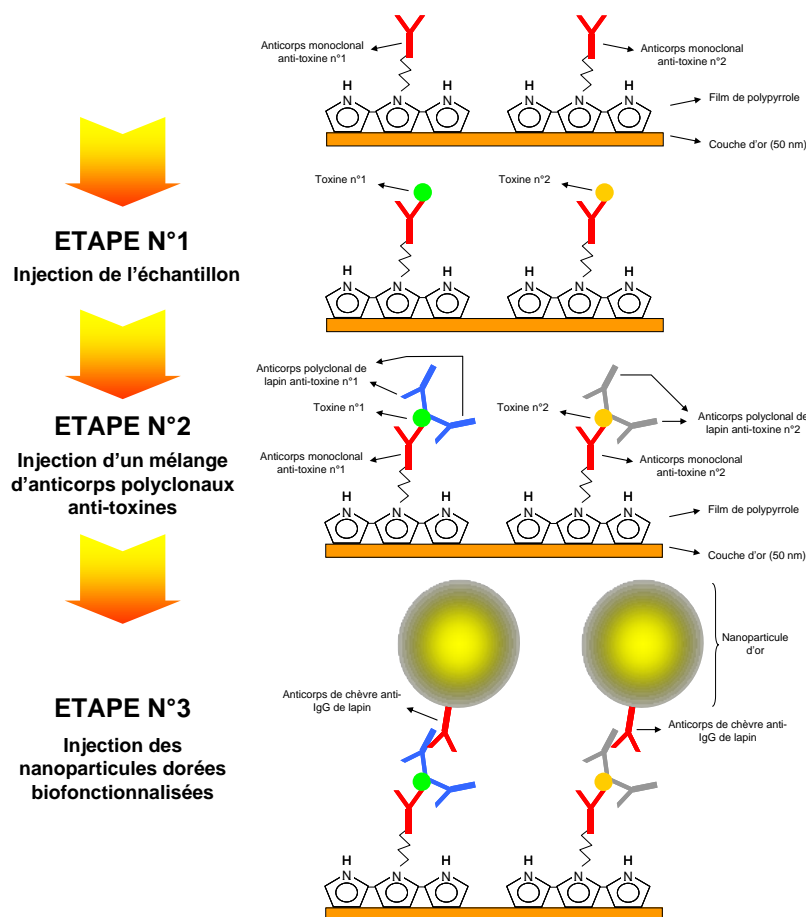 Anticorps monoclonal
anti-toxine n°1
Anticorps monoclonal
anti-toxine n°2
H
N
H
H
N
H
N
N
N
Film de polypyrrole
Couche d'or (50 nm)
ETAPE N°1
Injection de l'échantillon
Toxine n°1
Toxine n°2
H
N
H
H
N
H
N
N
N
ETAPE N°2
Injection d'un mélange
d'anticorps polyclonaux
anti-toxines
Anticorps polyclonal de
lapin anti-toxine n°1
Toxine n°1
Anticorps monoclonal
anti-toxine n°1
Toxine n°2
Anticorps polyclonal de
lapin anti-toxine n°2
Anticorps monoclonal
anti-toxine n°2
H
N
H
H
N
H
N
N
N
Film de polypyrrole
Couche d'or (50 nm)
ETAPE N°3
Injection des
nanoparticules dorées
biofonctionnalisées
Nanoparticule
d'or
Anticorps de chèvre anti-
IgG de lapin
Anticorps de chèvre anti-
IgG de lapin
H
N
H
H
N
H
N
N
N